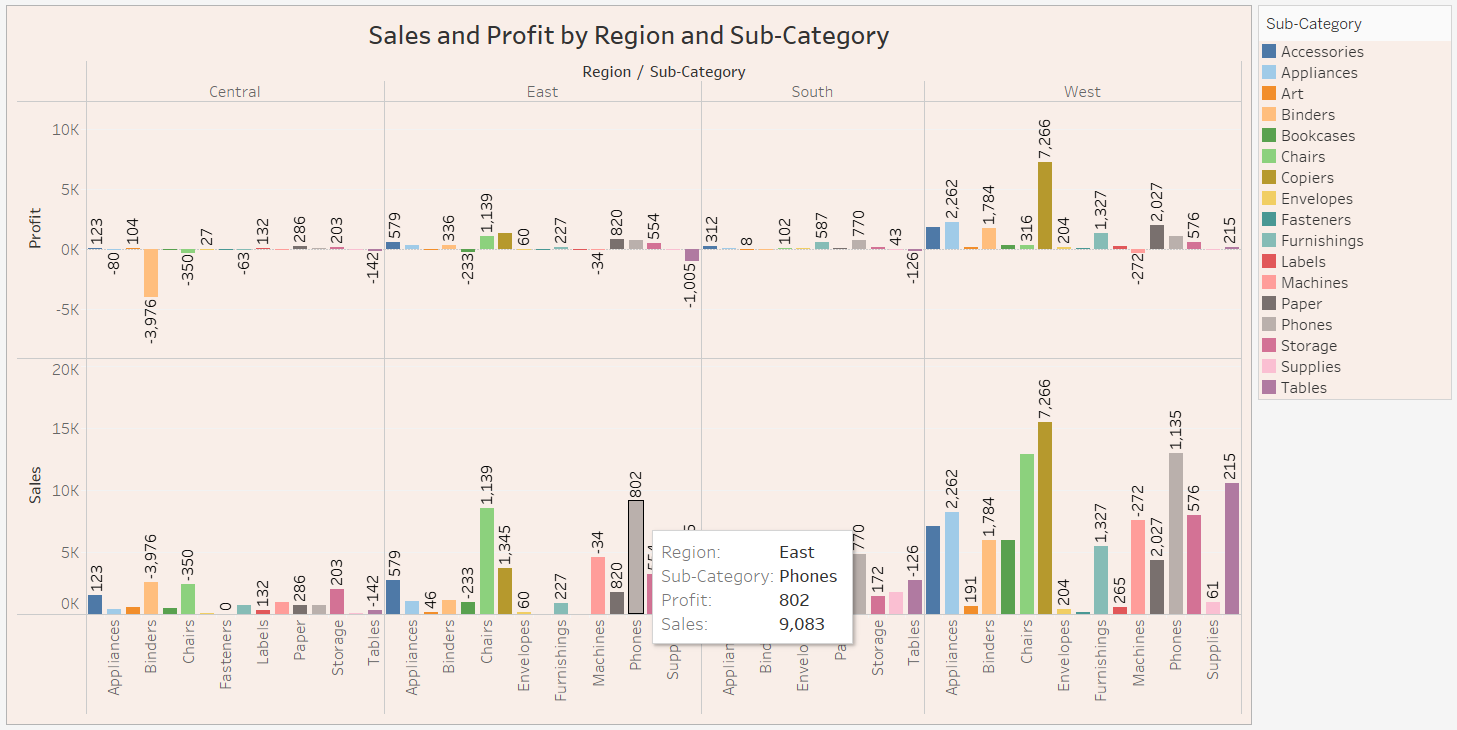 Sales and Profit by Region and Sub-Category
Region / Sub-Category
Central East South West
Profit
10K
5K
0K
-5K
123 -80 104 -3,976 -350 27 -63 132 286 203 -142
579 336 -233 1,139 60 227 -34 820 554 -1,005
312 8 102 587 770 43 -126
2,262 1,784 316 7,266 204 1,327 -272 2,027 576 215
Sales
20K
15K
10K
5K
0K
123 -3,976 -350 0 132 286 203 -142
579 46 -233 1,139 1,345 60 227 -34 820 802
770 172 -126
2,262 191 1,784 7,266 204 1,327 265 -272 2,027 1,135 576 61 215
Appliances Binders Chairs Fasteners Labels Paper Storage Tables
Appliances Binders Chairs Envelopes Furnishings Machines Phones Supp
Applian Bin Envelo Pa Storage Tables
Appliances Binders Chairs Envelopes Furnishings Machines Phones Supplies
Region: East
Sub-Category: Phones
Profit: 802
Sales: 9,083
Sub-Category
Accessories
Appliances
Art
Binders
Bookcases
Chairs
Copiers
Envelopes
Fasteners
Furnishings
Labels
Machines
Paper
Phones
Storage
Supplies
Tables